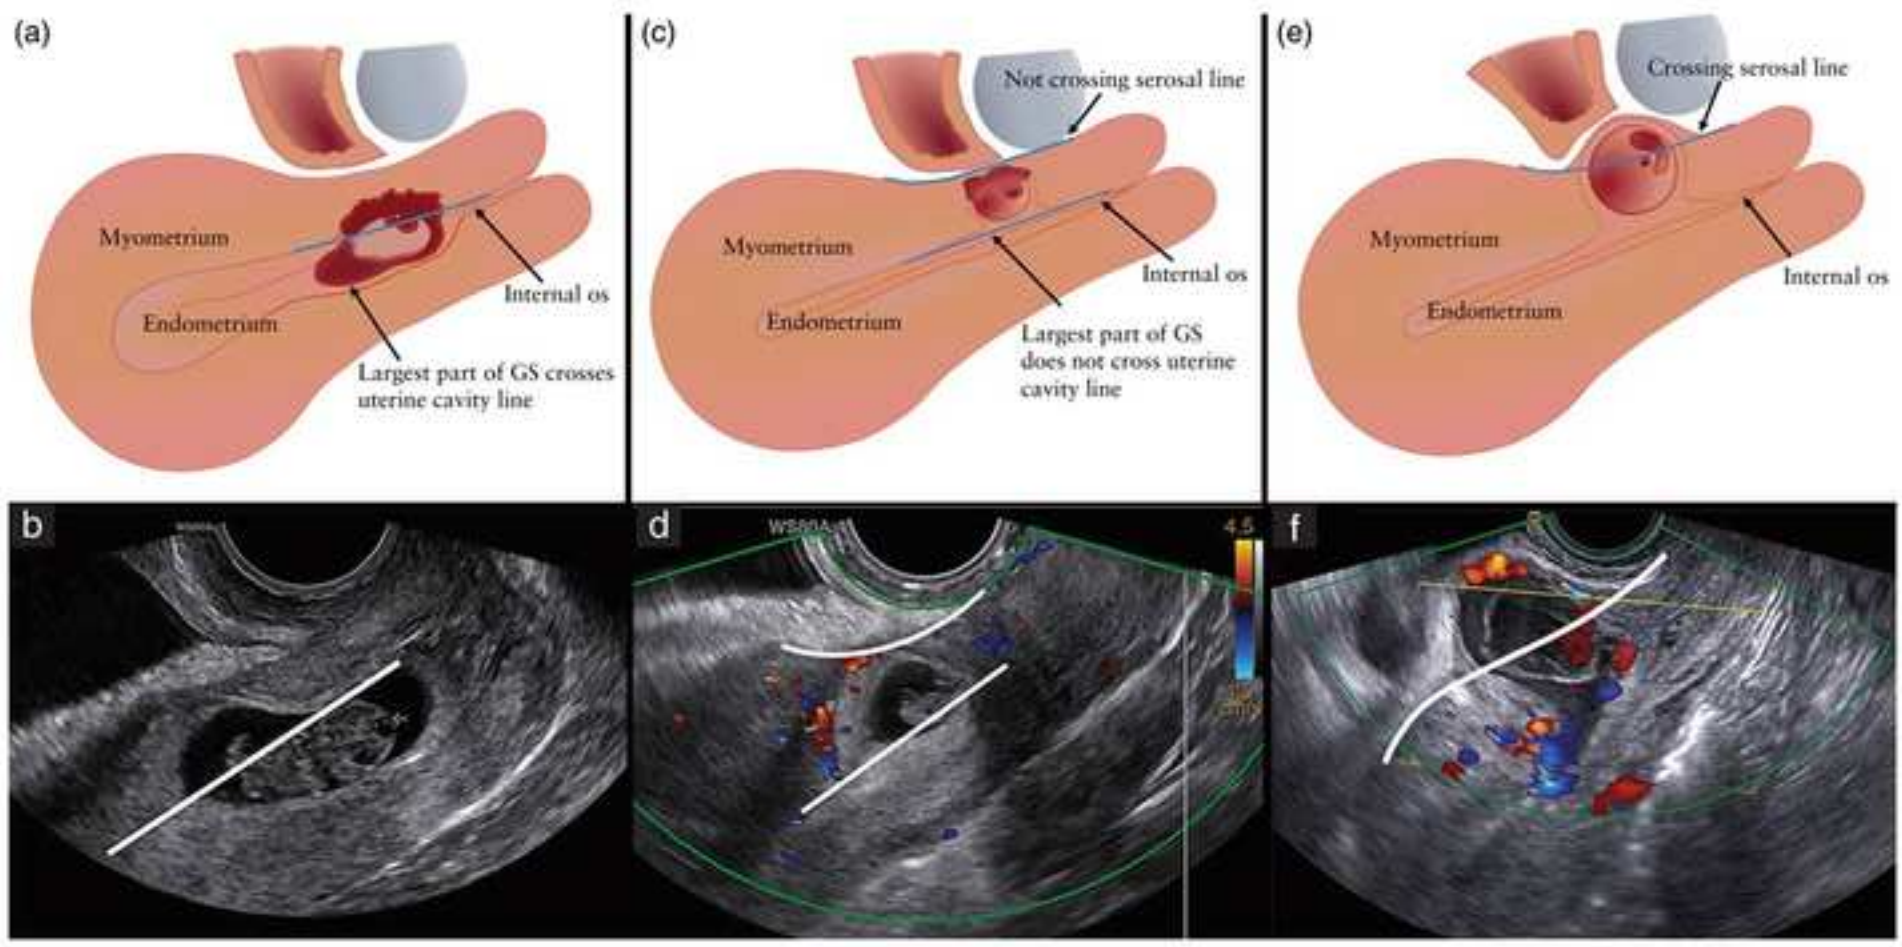 (a)
Myometrium
Endometrium
Internal os
Largest part of GS crosses
uterine cavity line
(c)
Not crossing serosal line
Myometrium
Endometrium
Internal os
Largest part of GS
does not cross uterine
cavity line
(e)
Crossing serosal line
Myometrium
Endometrium
Internal os
b
d
WS80A
4.5
f